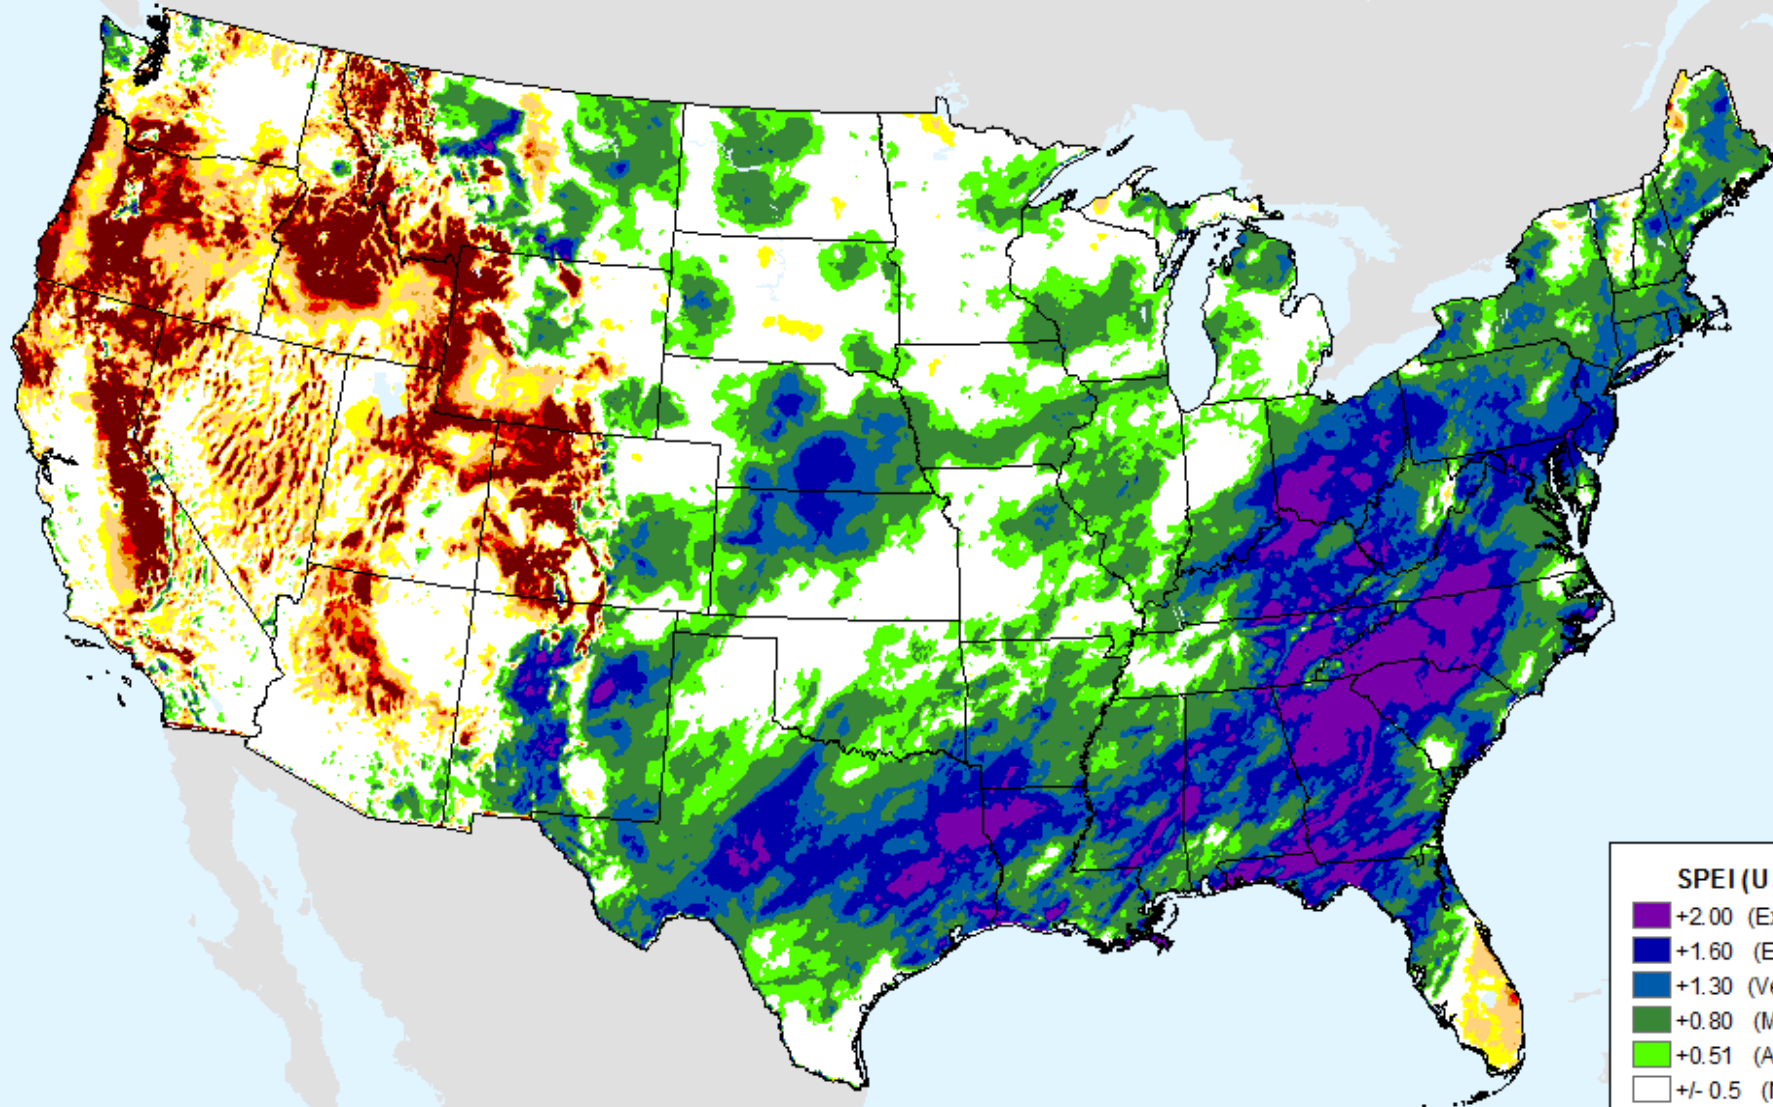 SPEI (U
+2.00 (Ex
+1.60 (E
+1.30 (Ve
+0.80 (M
+0.51 (A
+/- 0.5 (N